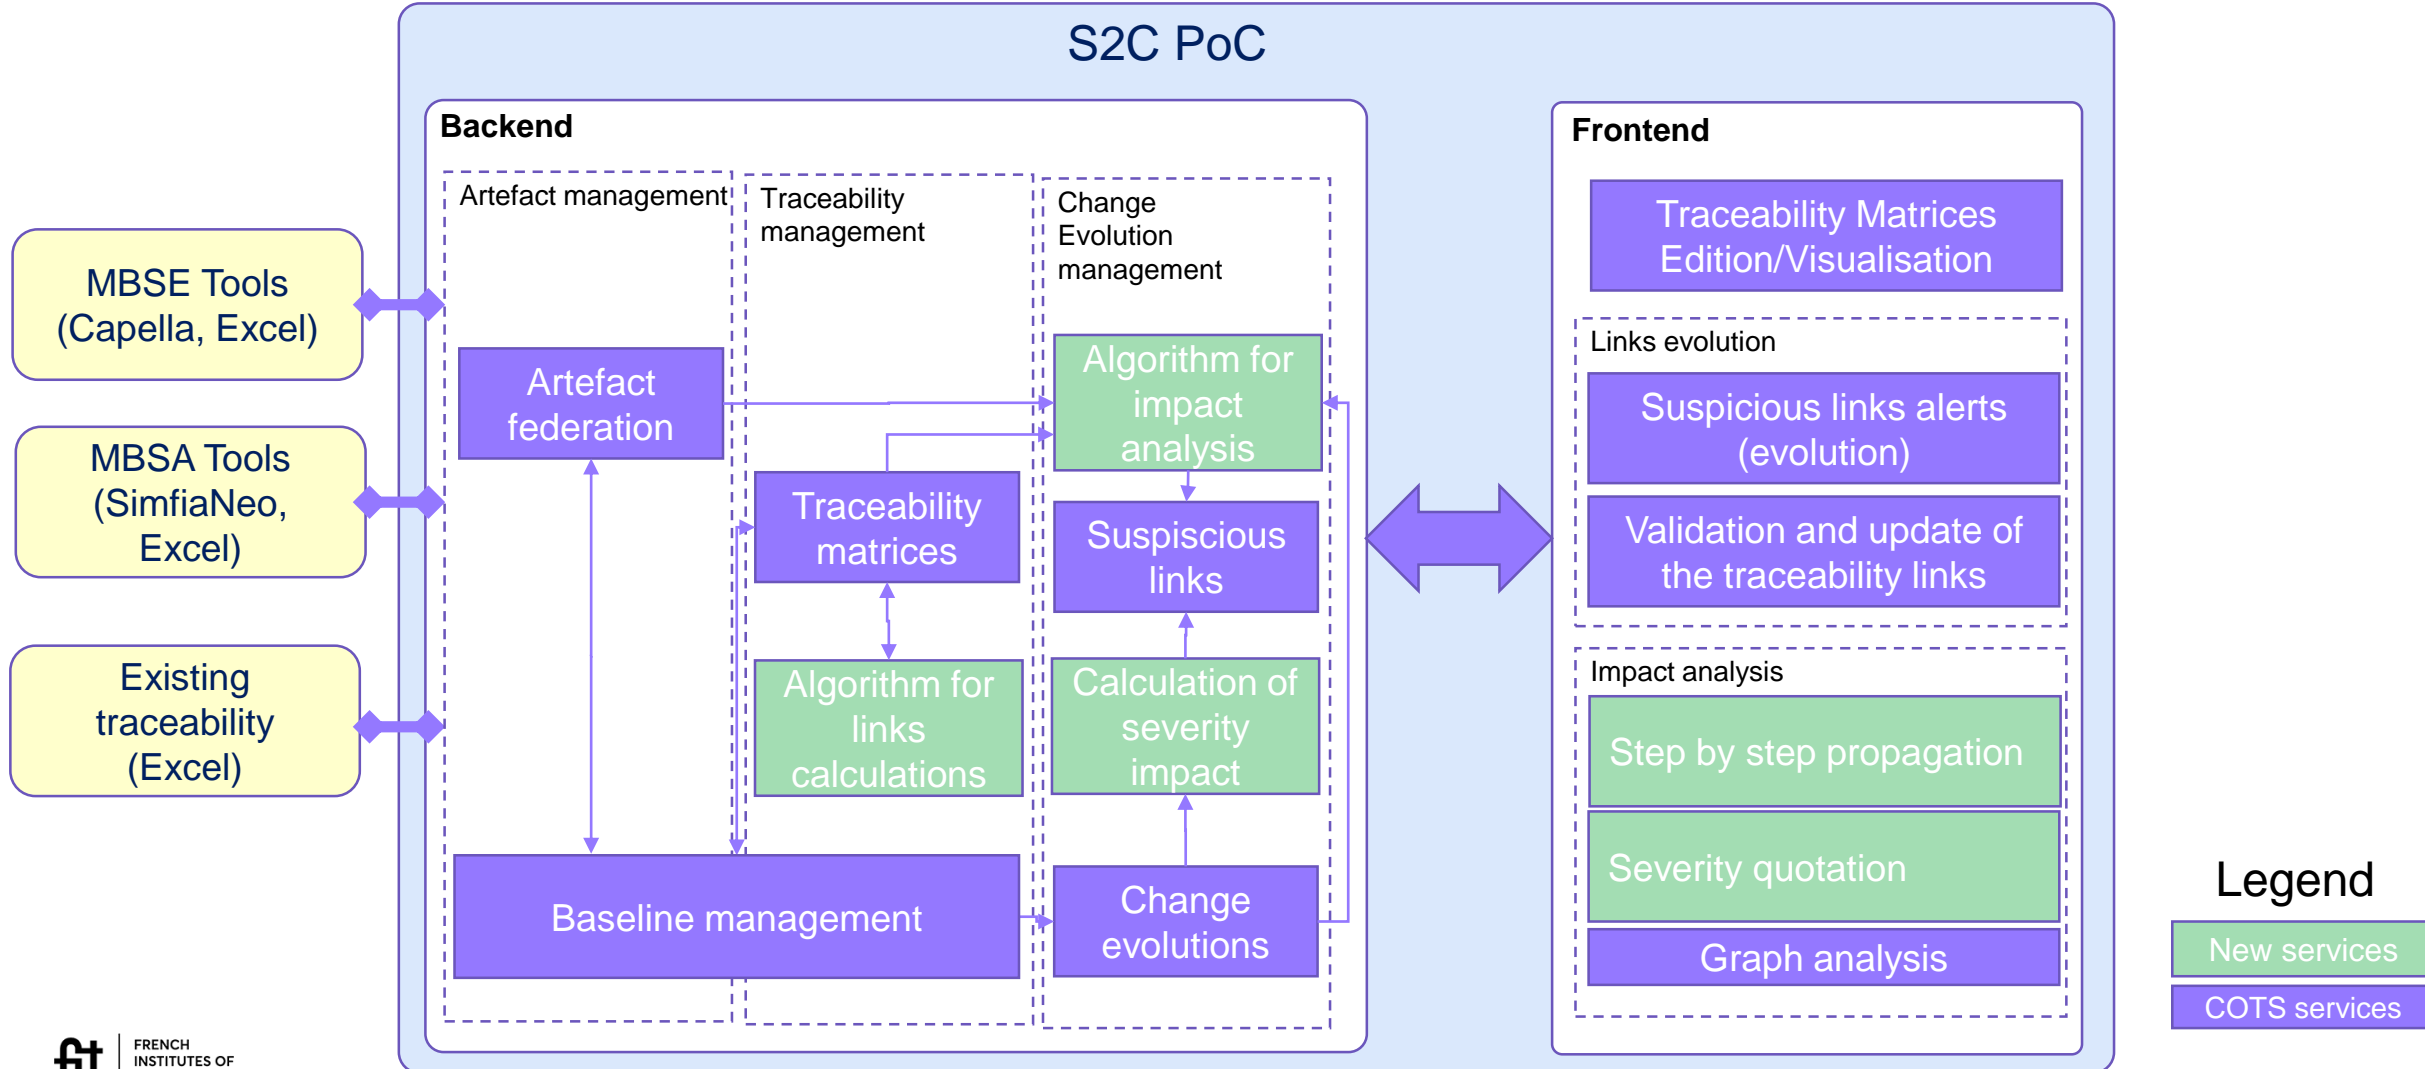 S2C PoC
Backend
Artefact management
Traceability
management
Change
Evolution
management
MBSE Tools
(Capella, Excel)
MBSA Tools
(SimfiaNeo,
Excel)
Existing
traceability
(Excel)
Artefact
federation
Traceability
matrices
Algorithm for
links
calculations
Baseline management
Algorithm for
impact
analysis
Suspiscious
links
Calculation of
severity
impact
Change
evolutions
Frontend
Traceability Matrices
Edition/Visualisation
Links evolution
Suspicious links alerts
(evolution)
Validation and update of
the traceability links
Impact analysis
Step by step propagation
Severity quotation
Graph analysis
Legend
New services
COTS services
fit
FRENCH
INSTITUTES OF